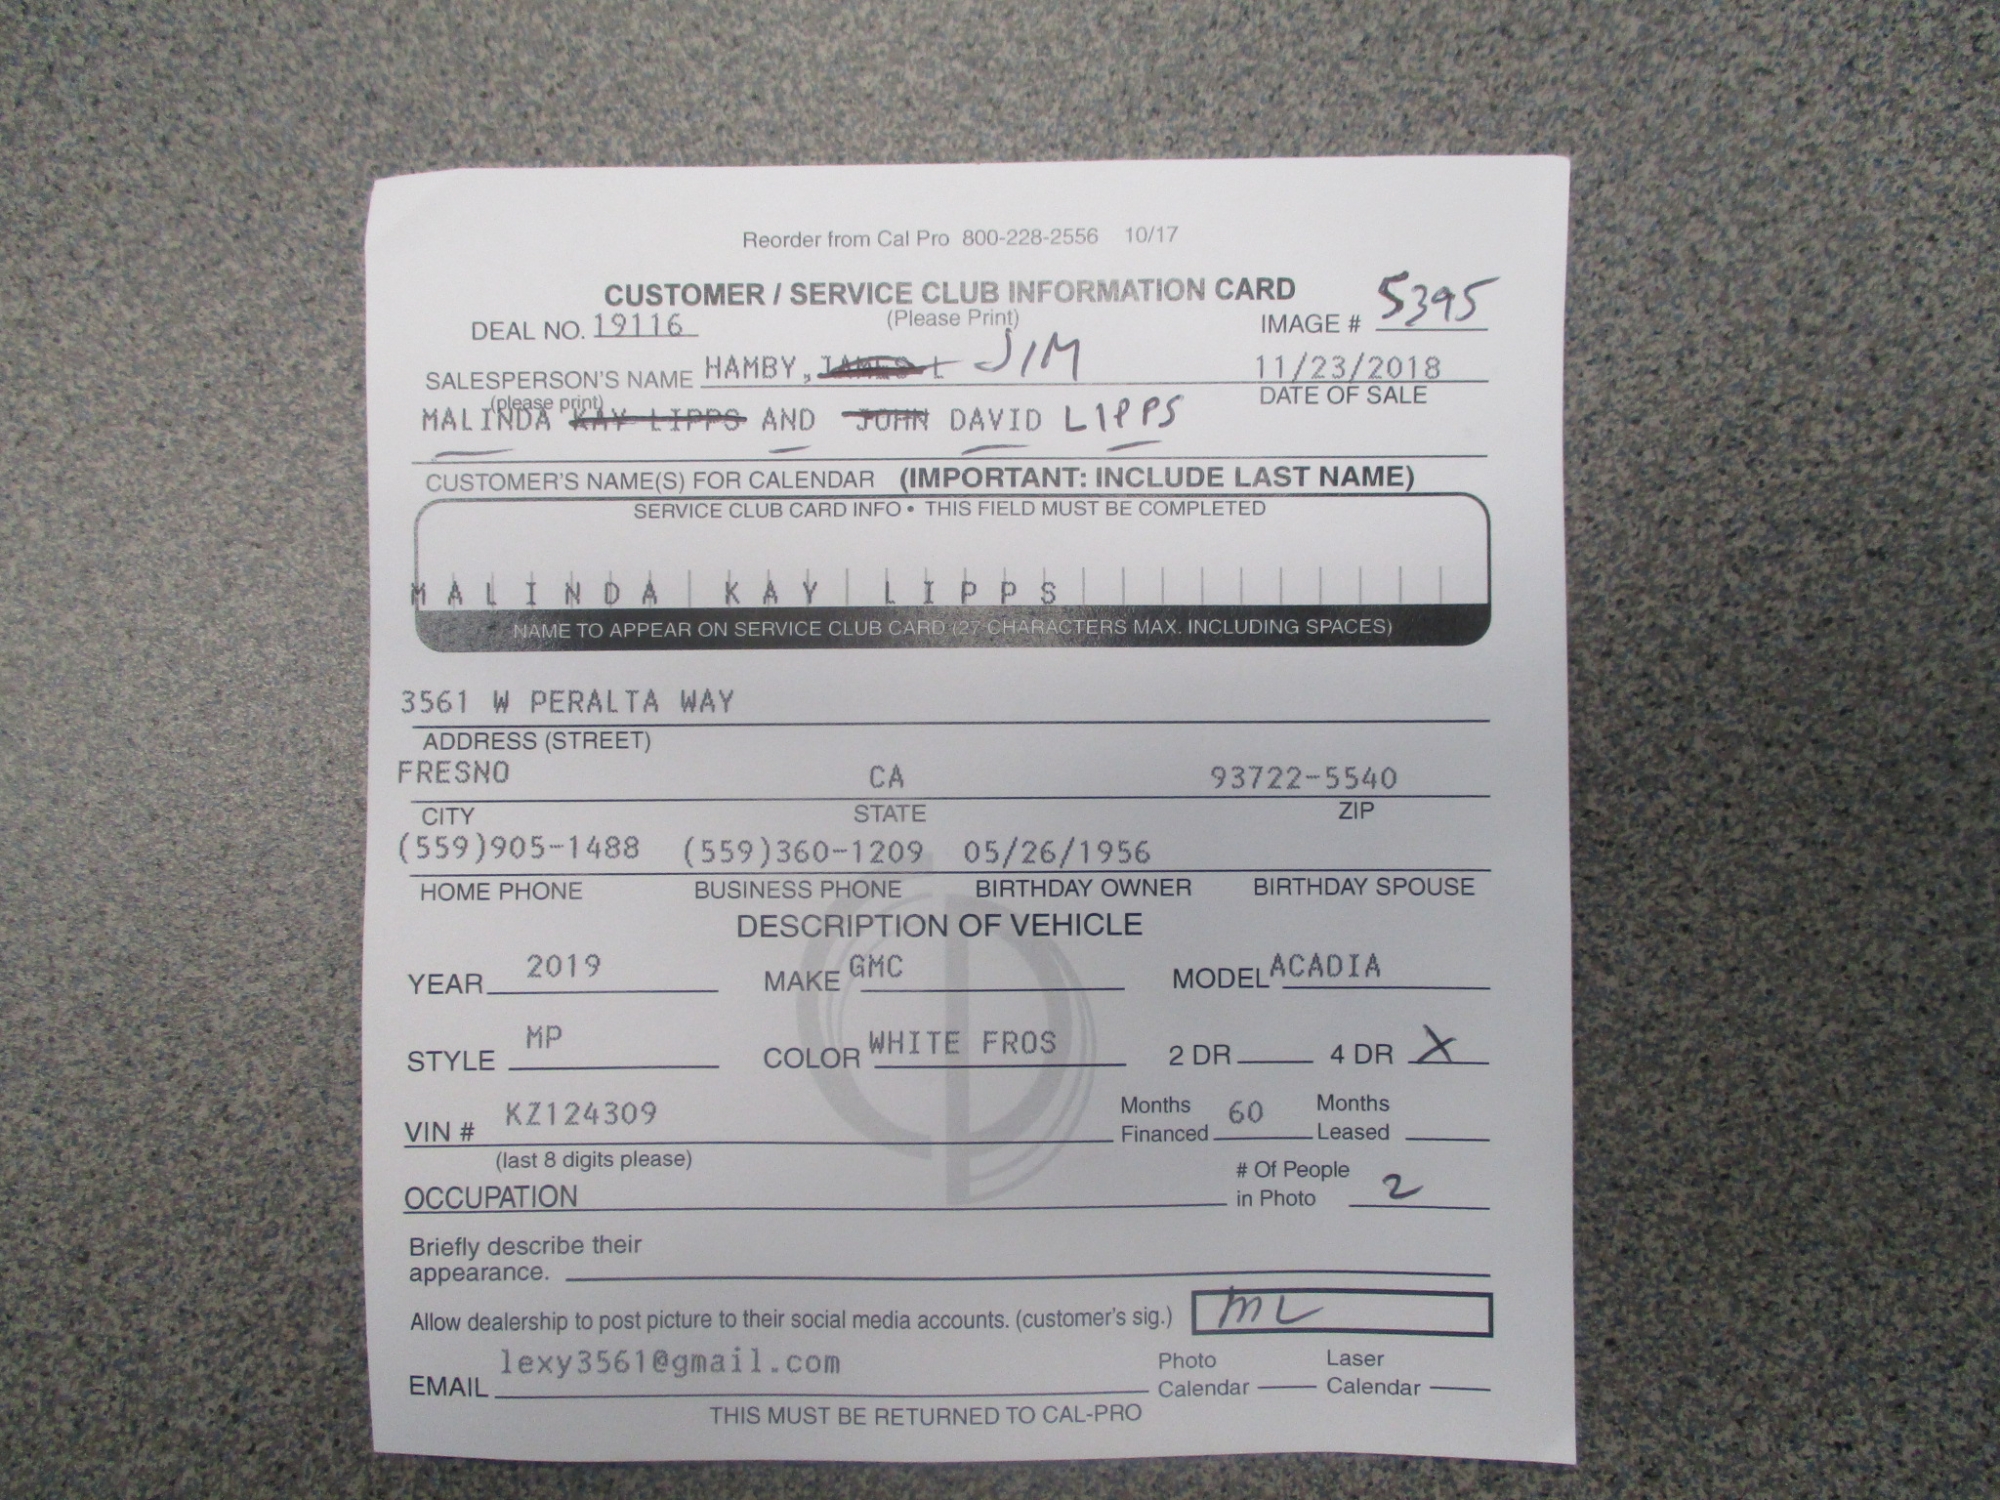 Reorder from Cal Pro 800-228-2556 10/17
CUSTOMER / SERVICE CLUB INFORMATION CARD 5395
DEAL NO. 19116 (Please Print) IMAGE #
SALESPERSON'S NAME HAMBY, JAMES L JIM 11/23/2018
(please print) DATE OF SALE
MALINDA KAY LIPPS AND JOHN DAVID LIPPS
CUSTOMER'S NAME(S) FOR CALENDAR (IMPORTANT: INCLUDE LAST NAME)
SERVICE CLUB CARD INFO • THIS FIELD MUST BE COMPLETED
MALINDA KAY LIPPS
NAME TO APPEAR ON SERVICE CLUB CARD (27 CHARACTERS MAX. INCLUDING SPACES)
3561 W PERALTA WAY
ADDRESS (STREET)
FRESNO CA 93722-5540
CITY STATE ZIP
(559)905-1488 (559)360-1209 05/26/1956
HOME PHONE BUSINESS PHONE BIRTHDAY OWNER BIRTHDAY SPOUSE
DESCRIPTION OF VEHICLE
YEAR 2019 MAKE GMC MODEL ACADIA
STYLE MP COLOR WHITE FROS 2 DR 4 DR X
VIN # KZ124309 Months Financed 60 Months Leased
(last 8 digits please)
OCCUPATION # Of People in Photo 2
Briefly describe their
appearance.
Allow dealership to post picture to their social media accounts. (customer's sig.) ML
EMAIL lexy3561@gmail.com Photo Calendar Laser Calendar
THIS MUST BE RETURNED TO CAL-PRO